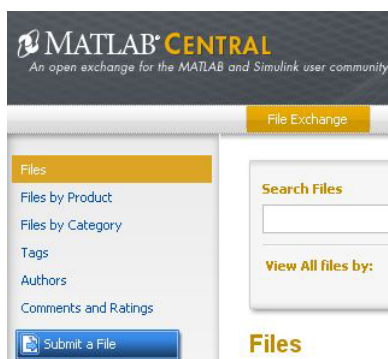 MATLAB® CENTRAL
An open exchange for the MATLAB and Simulink user community
File Exchange
Files
Files by Product
Files by Category
Tags
Authors
Comments and Ratings
Submit a File
Search Files
View All files by:
Files